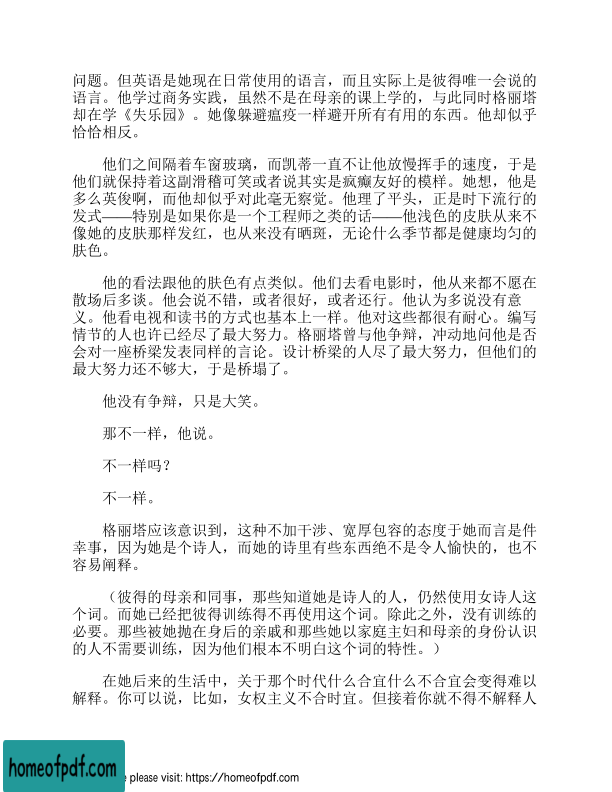 问题。但英语是她现在日常使用的语言，而且实际上是彼得唯一会说的
语言。他学过商务实践，虽然不是在母亲的课上学的，与此同时格丽塔
却在学《失乐园》。她像躲避瘟疫一样避开所有有用的东西。他却似乎
恰恰相反。
他们之间隔着车窗玻璃，而凯蒂一直不让他放慢挥手的速度，于是
他们就保持着这副滑稽可笑或者说其实是疯癫友好的模样。她想，他是
多么英俊啊，而他却似乎对此毫无察觉。他理了平头，正是时下流行的
发式——特别是如果你是一个工程师之类的话——他浅色的皮肤从来不
像她的皮肤那样发红，也从来没有晒斑，无论什么季节都是健康均匀的
肤色。
他的看法跟他的肤色有点类似。他们去看电影时，他从来都不愿在
散场后多谈。他会说不错，或者很好，或者还行。他认为多说没有意
义。他看电视和读书的方式也基本上一样。他对这些都很有耐心。编写
情节的人也许已经尽了最大努力。格丽塔曾与他争辩，冲动地问他是否
会对一座桥梁发表同样的言论。设计桥梁的人尽了最大努力，但他们的
最大努力还不够大，于是桥塌了。
他没有争辩，只是大笑。
那不一样，他说。
不一样吗？
不一样。
格丽塔应该意识到，这种不加干涉、宽厚包容的态度于她而言是件
幸事，因为她是个诗人，而她的诗里有些东西绝不是令人愉快的，也不
容易阐释。
（彼得的母亲和同事，那些知道她是诗人的人，仍然使用女诗人这
个词。而她已经把彼得训练得不再使用这个词。除此之外，没有训练的
必要。那些被她抛在身后的亲戚和那些她以家庭主妇和母亲的身份认识
的人不需要训练，因为他们根本不明白这个词的特性。）
在她后来的生活中，关于那个时代什么合宜什么不合宜会变得难以
解释。你可以说，比如，女权主义不合时宜。但接着你就不得不解释人
homeofpdf.com
e please visit: https://homeofpdf.com